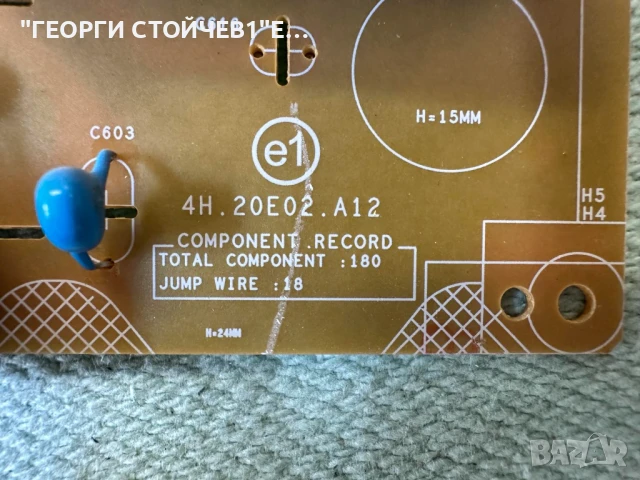 "ГЕОРГИ СТОЙЧЕВ1"Е...
H=15MM
C603
e1
H5
H4
4H.20E02.A12
COMPONENT RECORD
TOTAL COMPONENT :180
JUMP WIRE :18
H=24MM
BAZAR